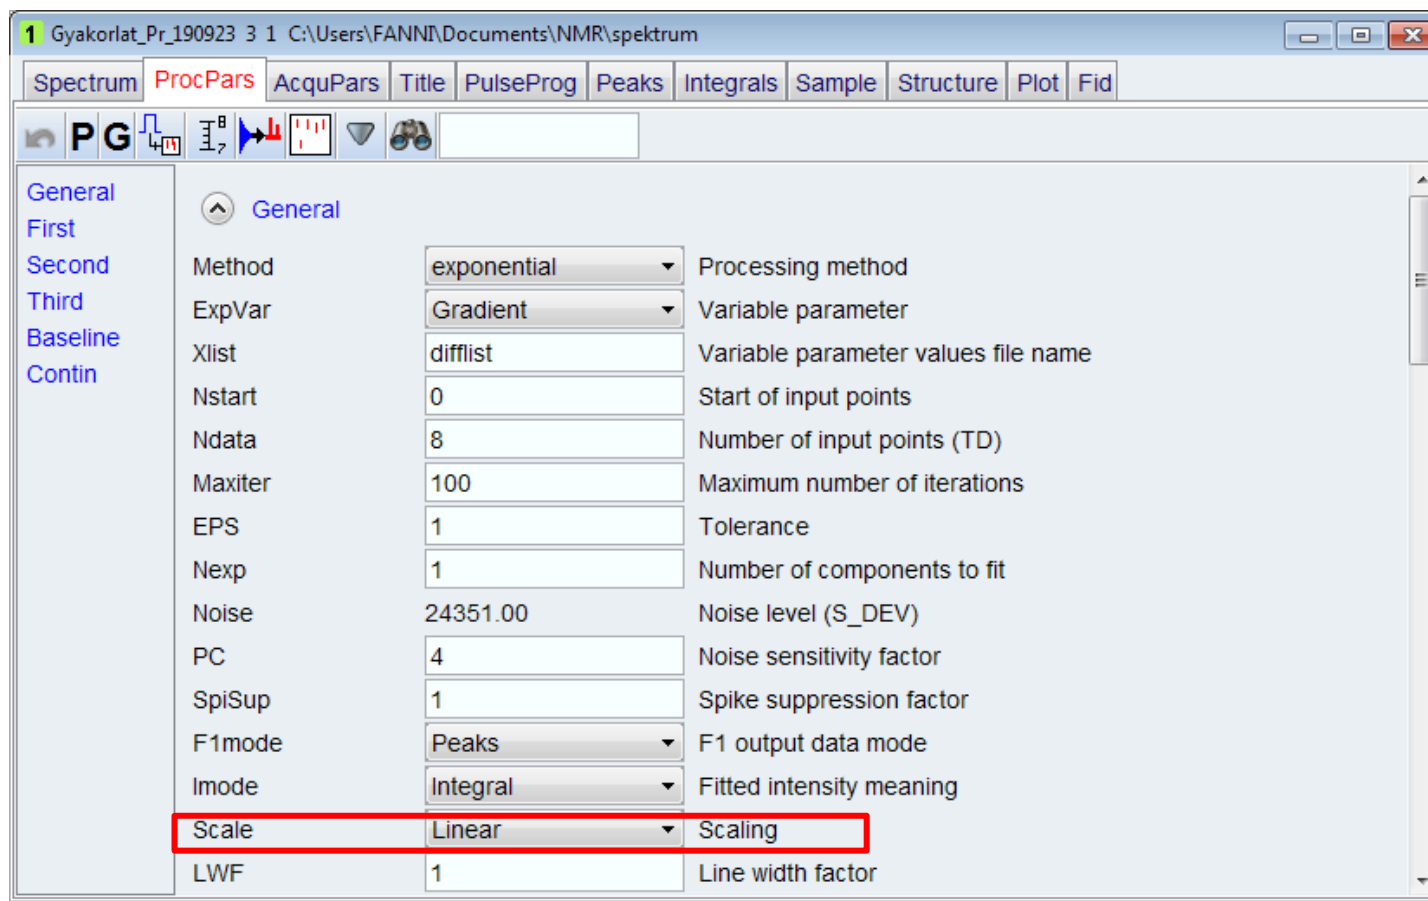 1 Gyakorlat_Pr_190923 3 1 C:\Users\FANNI\Documents\NMR\spektrum
Spectrum ProcPars AcquPars Title PulseProg Peaks Integrals Sample Structure Plot Fid
P G 8 7
General
First
Second
Third
Baseline
Contin
General
Method exponential Processing method
ExpVar Gradient Variable parameter
Xlist difflist Variable parameter values file name
Nstart 0 Start of input points
Ndata 8 Number of input points (TD)
Maxiter 100 Maximum number of iterations
EPS 1 Tolerance
Nexp 1 Number of components to fit
Noise 24351.00 Noise level (S_DEV)
PC 4 Noise sensitivity factor
SpiSup 1 Spike suppression factor
F1mode Peaks F1 output data mode
Imode Integral Fitted intensity meaning
Scale Linear Scaling
LWF 1 Line width factor